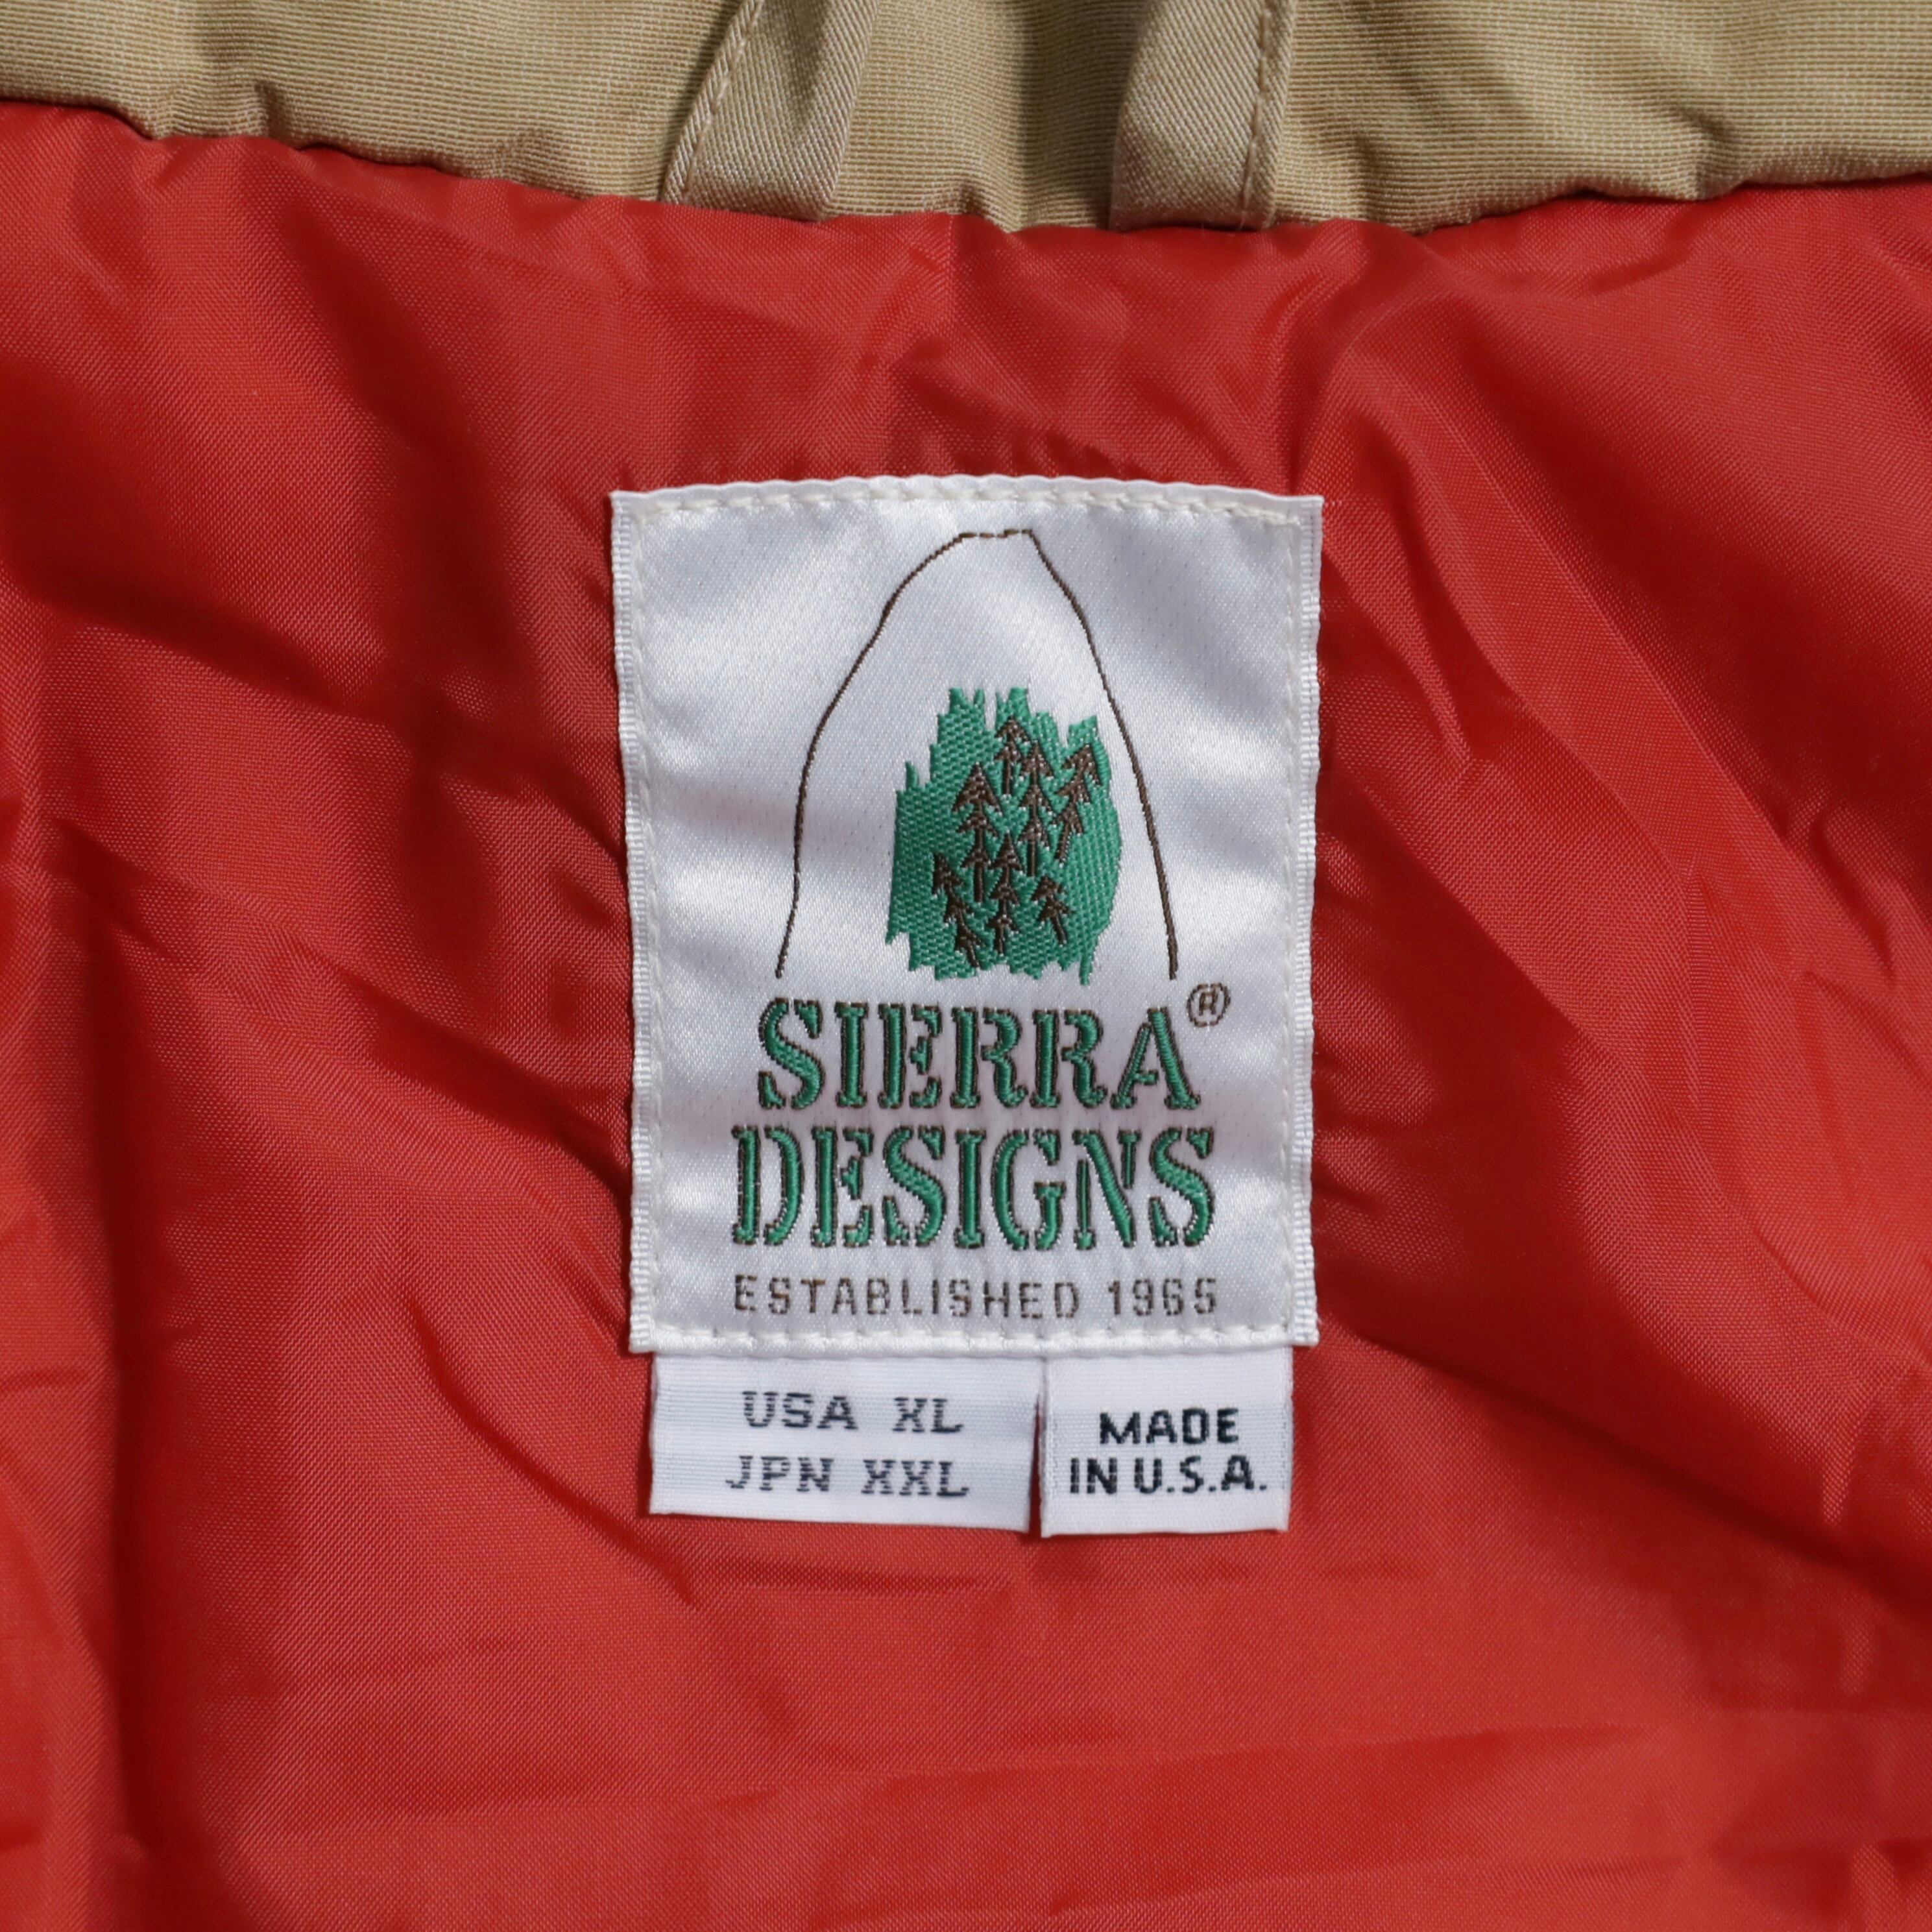 SIERRA®
DESIGNS
ESTABLISHED 1965
USA XL
JPN XXL
MADE
IN U.S.A.